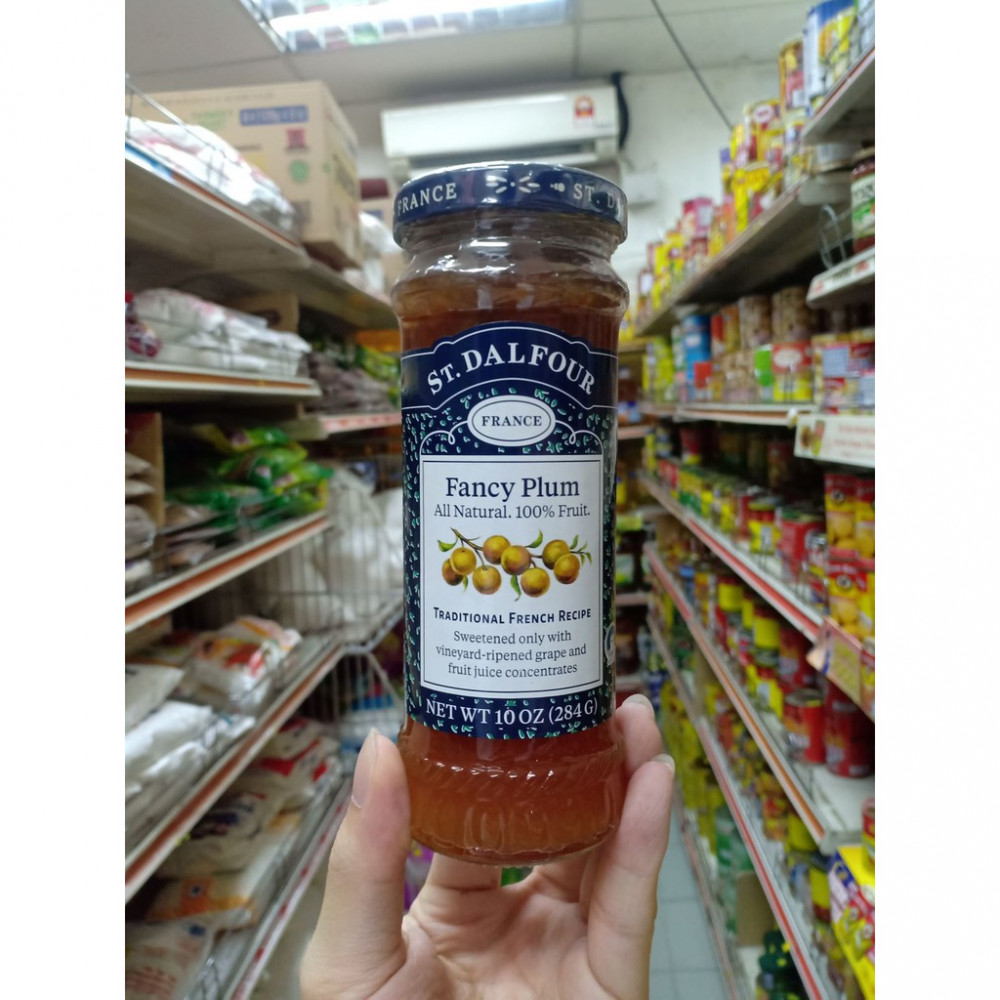 FRANCE
ST. D
ST. DALFOUR
FRANCE
Fancy Plum
All Natural. 100% Fruit.
TRADITIONAL FRENCH RECIPE
Sweetened only with
vineyard-ripened grape and
fruit juice concentrates
NET WT 10 OZ (284 G)